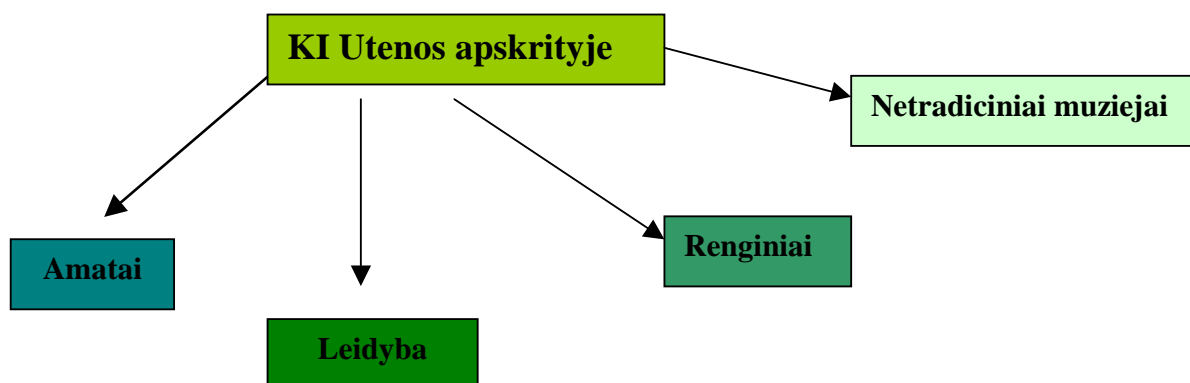 KI Utenos apskrityje
Netradiciniai muziejai
Renginiai
Amatai
Leidyba